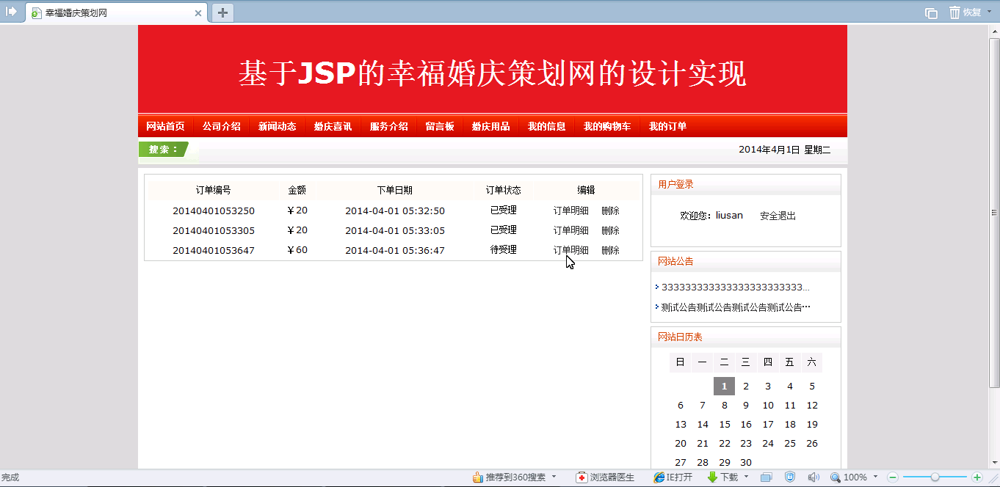 幸福婚庆策划网
恢复
基于JSP的幸福婚庆策划网的设计实现
网站首页 公司介绍 新闻动态 婚庆喜讯 服务介绍 留言板 婚庆用品 我的信息 我的购物车 我的订单
搜索： 2014年4月1日 星期二
订单编号 金额 下单日期 订单状态 编辑
20140401053250 ￥20 2014-04-01 05:32:50 已受理 订单明细 删除
20140401053305 ￥20 2014-04-01 05:33:05 已受理 订单明细 删除
20140401053647 ￥60 2014-04-01 05:36:47 待受理 订单明细 删除
用户登录
欢迎您：liusan 安全退出
网站公告
333333333333333333333333...
测试公告测试公告测试公告测试公告…
网站日历表
日 一 二 三 四 五 六
1 2 3 4 5
6 7 8 9 10 11 12
13 14 15 16 17 18 19
20 21 22 23 24 25 26
27 28 29 30
完成 推荐到360搜索 浏览器医生 IE打开 下载 100%